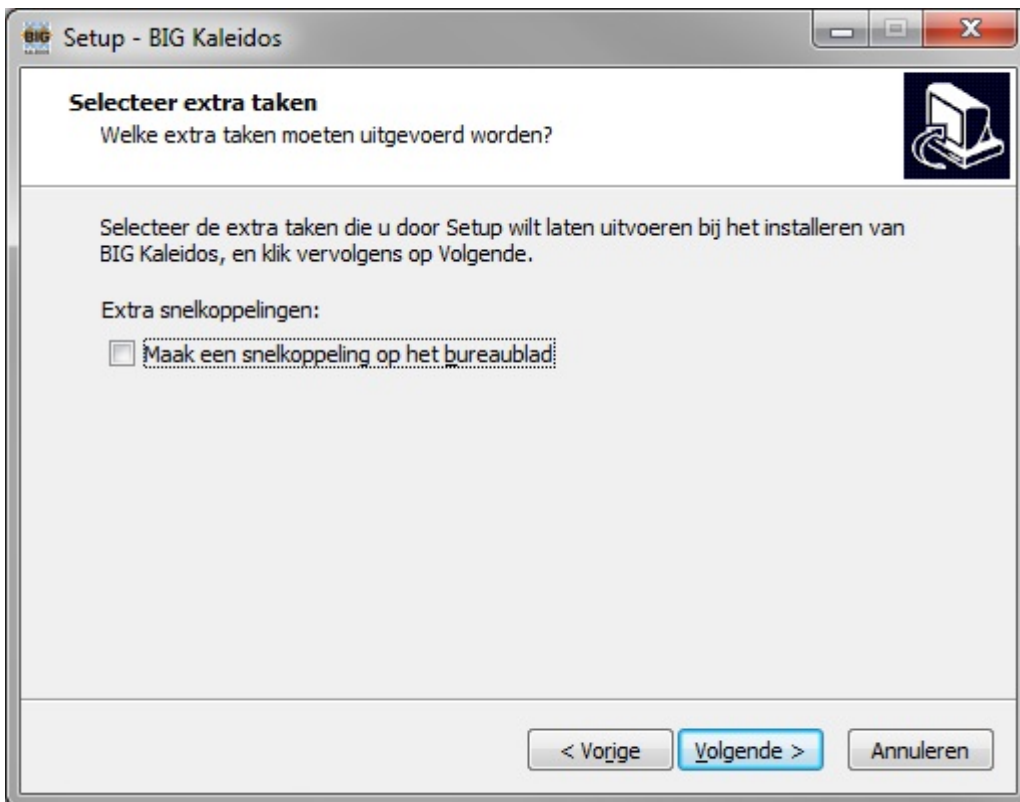 BIG Setup - BIG Kaleidos
Selecteer extra taken
Welke extra taken moeten uitgevoerd worden?
Selecteer de extra taken die u door Setup wilt laten uitvoeren bij het installeren van
BIG Kaleidos, en klik vervolgens op Volgende.
Extra snelkoppelingen:
Maak een snelkoppeling op het bureaublad
< Vorige Volgende > Annuleren